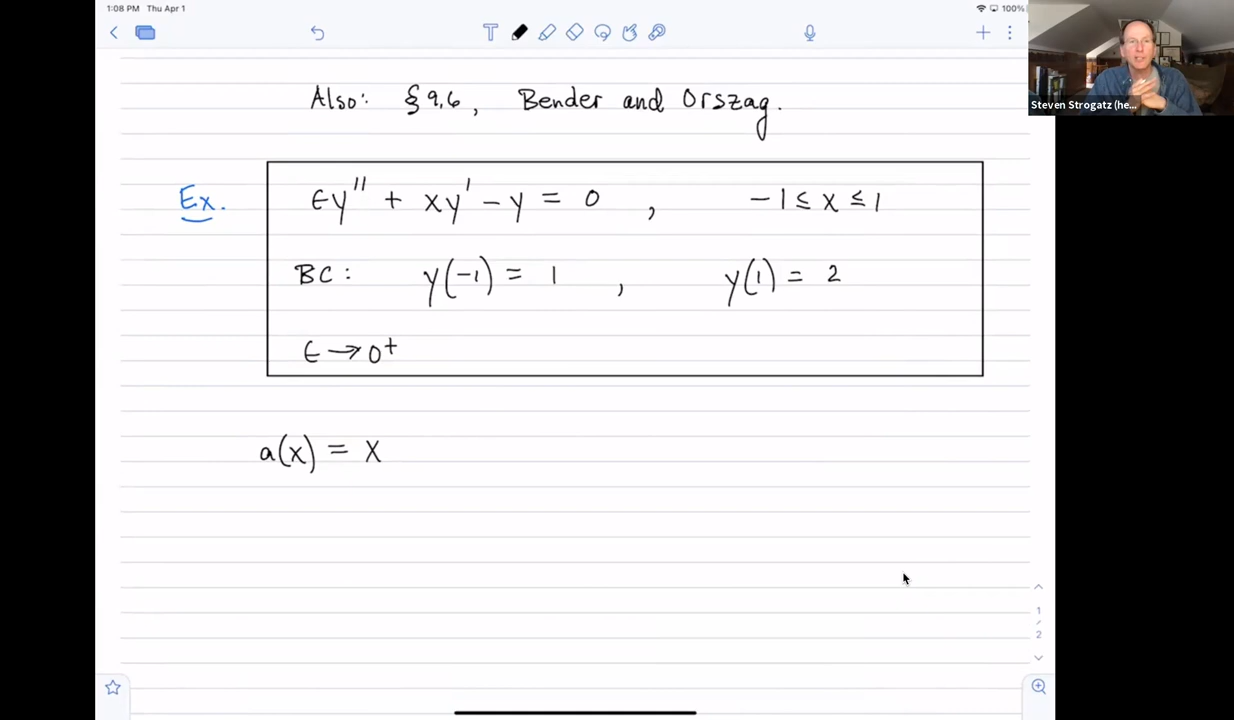 1:08 PM Thu Apr 1
100%
T
Steven Strogatz (he...
Also: § 9.6, Bender and Orszag.
Ex.
εy'' + xy' - y = 0, -1 ≤ x ≤ 1
BC: y(-1) = 1, y(1) = 2
ε → 0⁺
a(x) = x
1
2